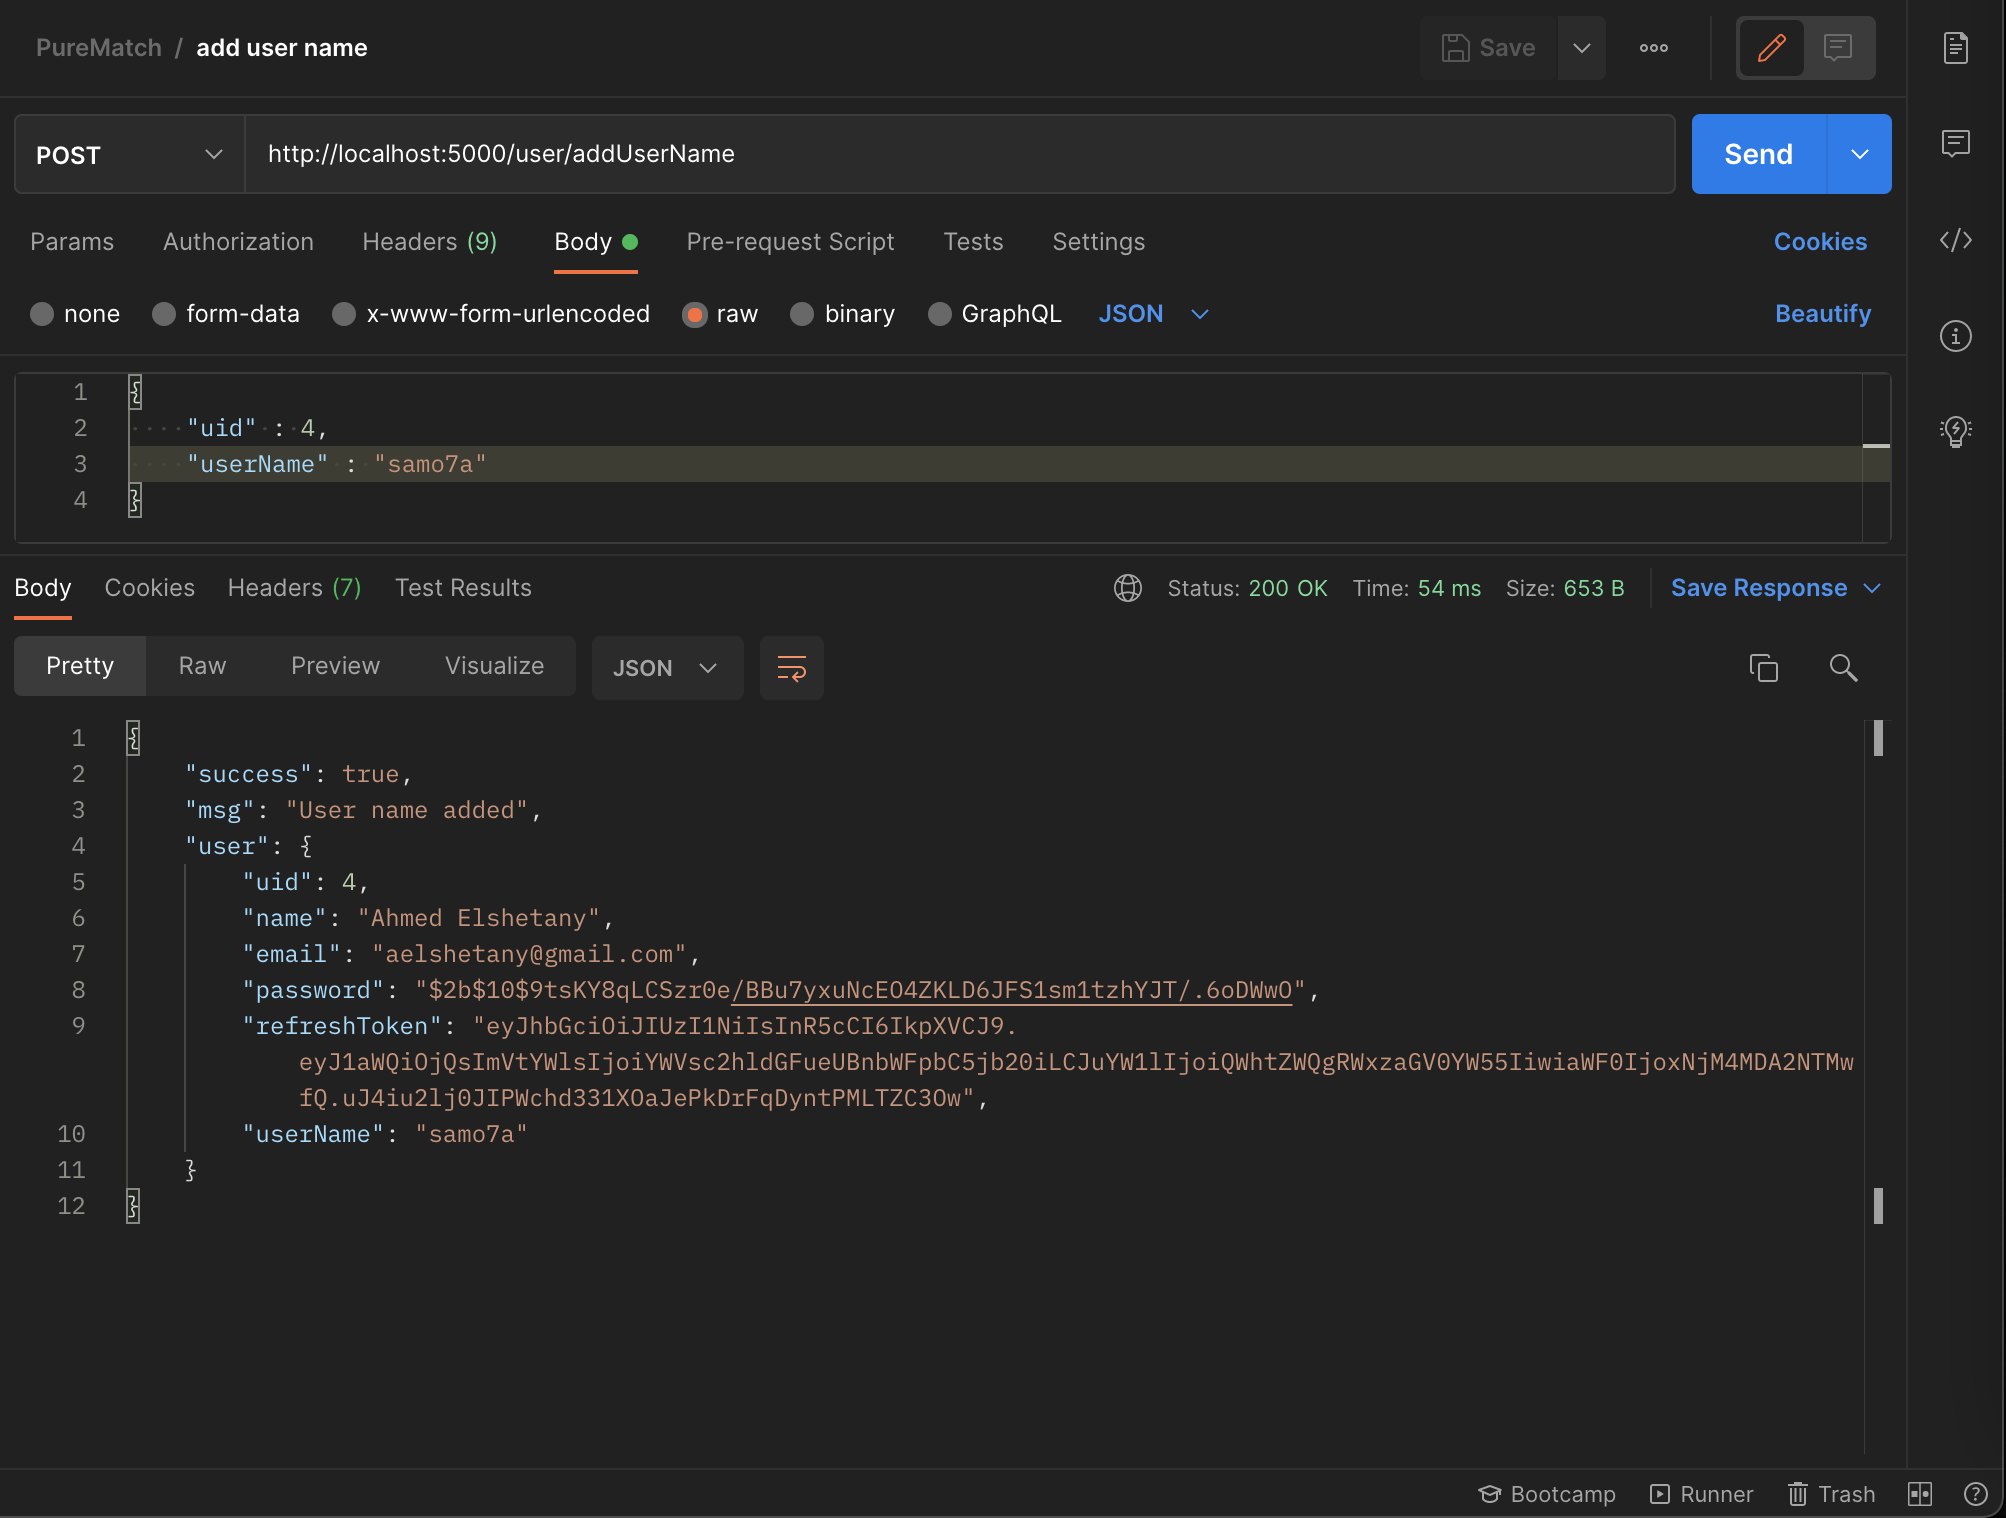 PureMatch / add user name
Save
POST
http://localhost:5000/user/addUserName
Send
Params Authorization Headers (9) Body Pre-request Script Tests Settings Cookies
none form-data x-www-form-urlencoded raw binary GraphQL JSON Beautify
1 {
2 "uid" : 4,
3 "userName" : "samo7a"
4 }
Body Cookies Headers (7) Test Results Status: 200 OK Time: 54 ms Size: 653 B Save Response
Pretty Raw Preview Visualize JSON
1 {
2 "success": true,
3 "msg": "User name added",
4 "user": {
5 "uid": 4,
6 "name": "Ahmed Elshetany",
7 "email": "aelshetany@gmail.com",
8 "password": "$2b$10$9tsKY8qLCSzr0e/BBu7yxuNcEO4ZKLD6JFS1sm1tzhYJT/.6oDWwO",
9 "refreshToken": "eyJhbGciOiJIUzI1NiIsInR5cCI6IkpXVCJ9.
eyJ1aWQiOjQsImVtYWlsIjoiYWVsc2hldGFueUBnbWFpbC5jb20iLCJuYW1lIjoiQWhtZWQgRWxzaGV0YW55IiwiaWF0IjoxNjM4MDA2NTMw
fQ.uJ4iu2lj0JIPWchd331XOaJePkDrFqDyntPMLTZC3Ow",
10 "userName": "samo7a"
11 }
12 }
Bootcamp Runner Trash